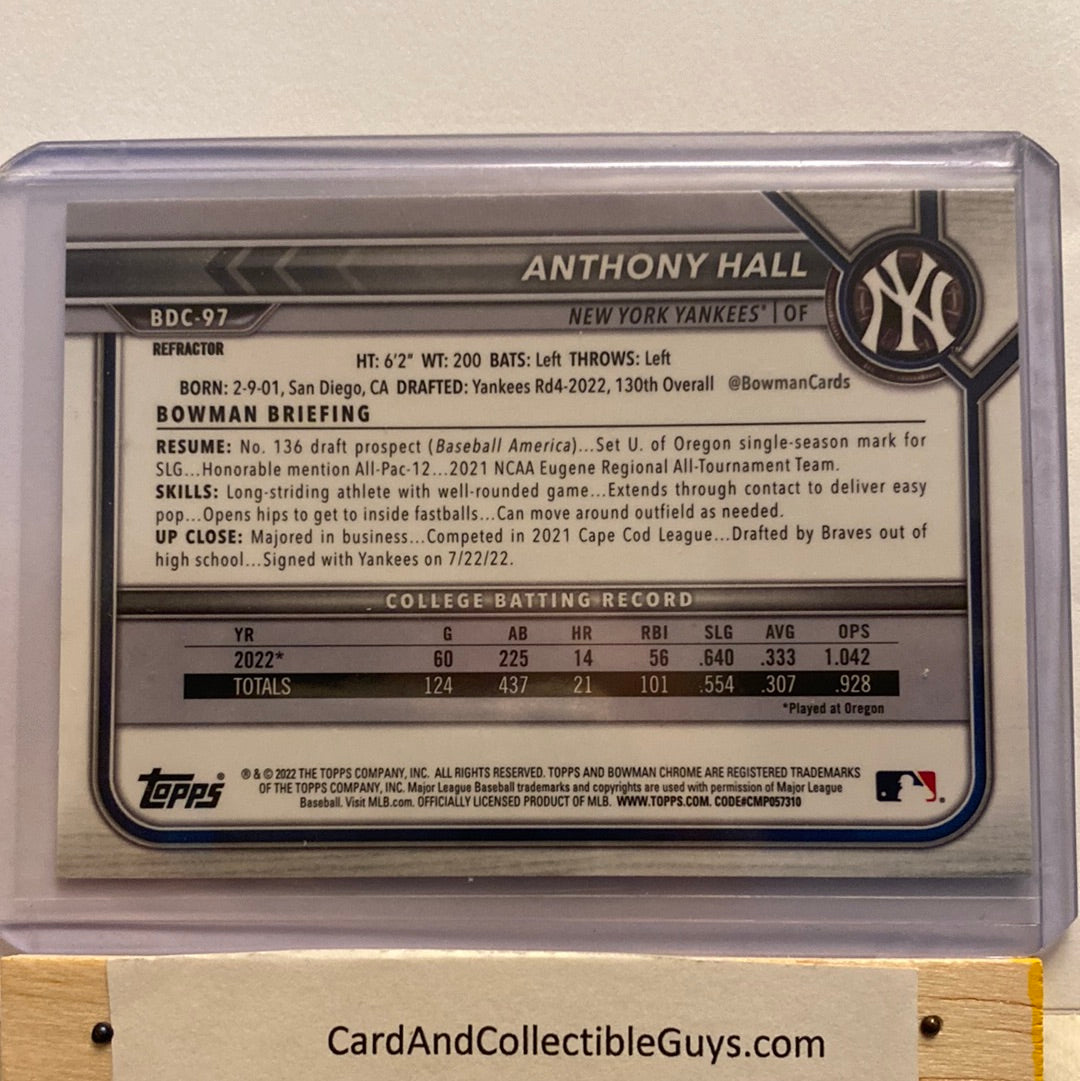 ANTHONY HALL
NEW YORK YANKEES® | OF
NY
BDC-97
REFRACTOR
HT: 6'2" WT: 200 BATS: Left THROWS: Left
BORN: 2-9-01, San Diego, CA DRAFTED: Yankees Rd4-2022, 130th Overall @BowmanCards
BOWMAN BRIEFING
RESUME: No. 136 draft prospect (Baseball America)...Set U. of Oregon single-season mark for
SLG...Honorable mention All-Pac-12...2021 NCAA Eugene Regional All-Tournament Team.
SKILLS: Long-striding athlete with well-rounded game...Extends through contact to deliver easy
pop...Opens hips to get to inside fastballs...Can move around outfield as needed.
UP CLOSE: Majored in business...Competed in 2021 Cape Cod League...Drafted by Braves out of
high school...Signed with Yankees on 7/22/22.
COLLEGE BATTING RECORD
YR G AB HR RBI SLG AVG OPS
2022* 60 225 14 56 .640 .333 1.042
TOTALS 124 437 21 101 .554 .307 .928
*Played at Oregon
Topps®
® & © 2022 THE TOPPS COMPANY, INC. ALL RIGHTS RESERVED. TOPPS AND BOWMAN CHROME ARE REGISTERED TRADEMARKS
OF THE TOPPS COMPANY, INC. Major League Baseball trademarks and copyrights are used with permission of Major League
Baseball. Visit MLB.com. OFFICIALLY LICENSED PRODUCT OF MLB. WWW.TOPPS.COM. CODE#CMP057310
CardAndCollectibleGuys.com